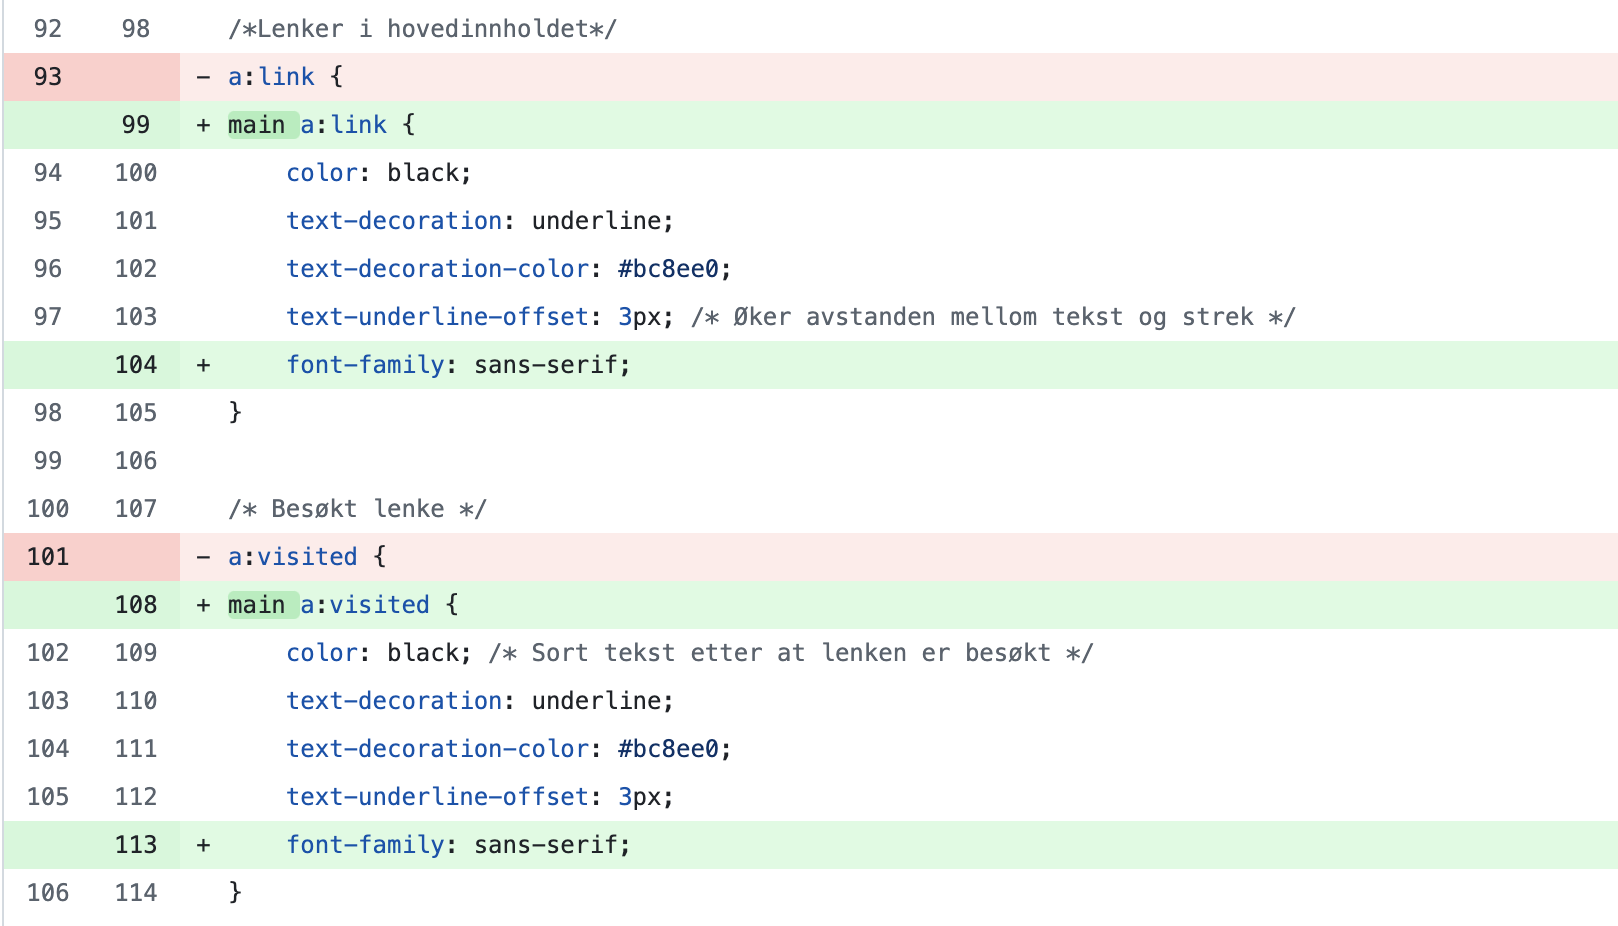 92 98 /*Lenker i hovedinnholdet*/
93 - a:link {
99 + main a:link {
94 100 color: black;
95 101 text-decoration: underline;
96 102 text-decoration-color: #bc8ee0;
97 103 text-underline-offset: 3px; /* Øker avstanden mellom tekst og strek */
104 + font-family: sans-serif;
98 105 }
99 106
100 107 /* Besøkt lenke */
101 - a:visited {
108 + main a:visited {
102 109 color: black; /* Sort tekst etter at lenken er besøkt */
103 110 text-decoration: underline;
104 111 text-decoration-color: #bc8ee0;
105 112 text-underline-offset: 3px;
113 + font-family: sans-serif;
106 114 }